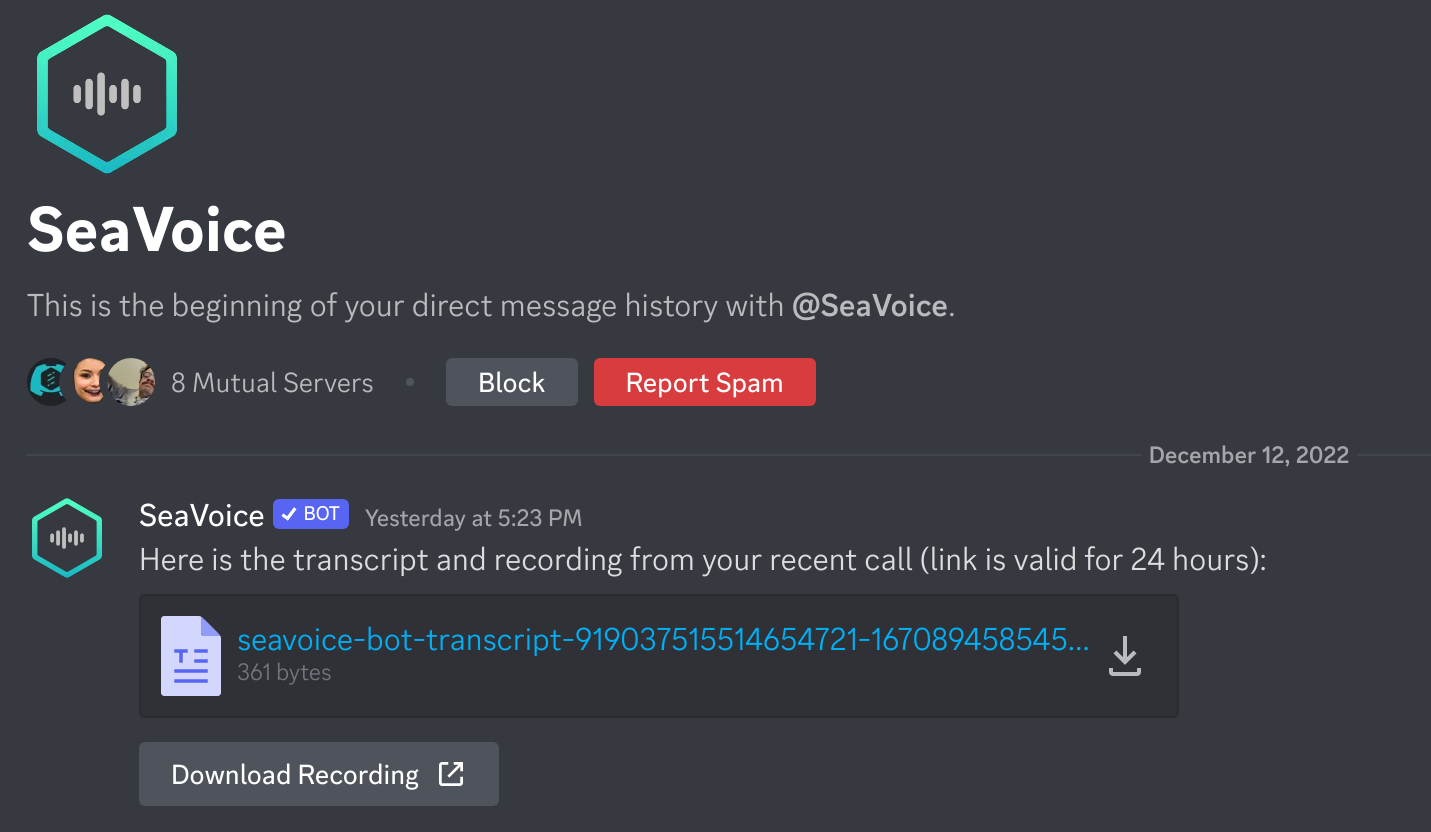 SeaVoice
This is the beginning of your direct message history with @SeaVoice.
8 Mutual Servers • Block Report Spam
December 12, 2022
SeaVoice BOT Yesterday at 5:23 PM
Here is the transcript and recording from your recent call (link is valid for 24 hours):
seavoice-bot-transcript-919037515514654721-167089458545...
361 bytes
Download Recording